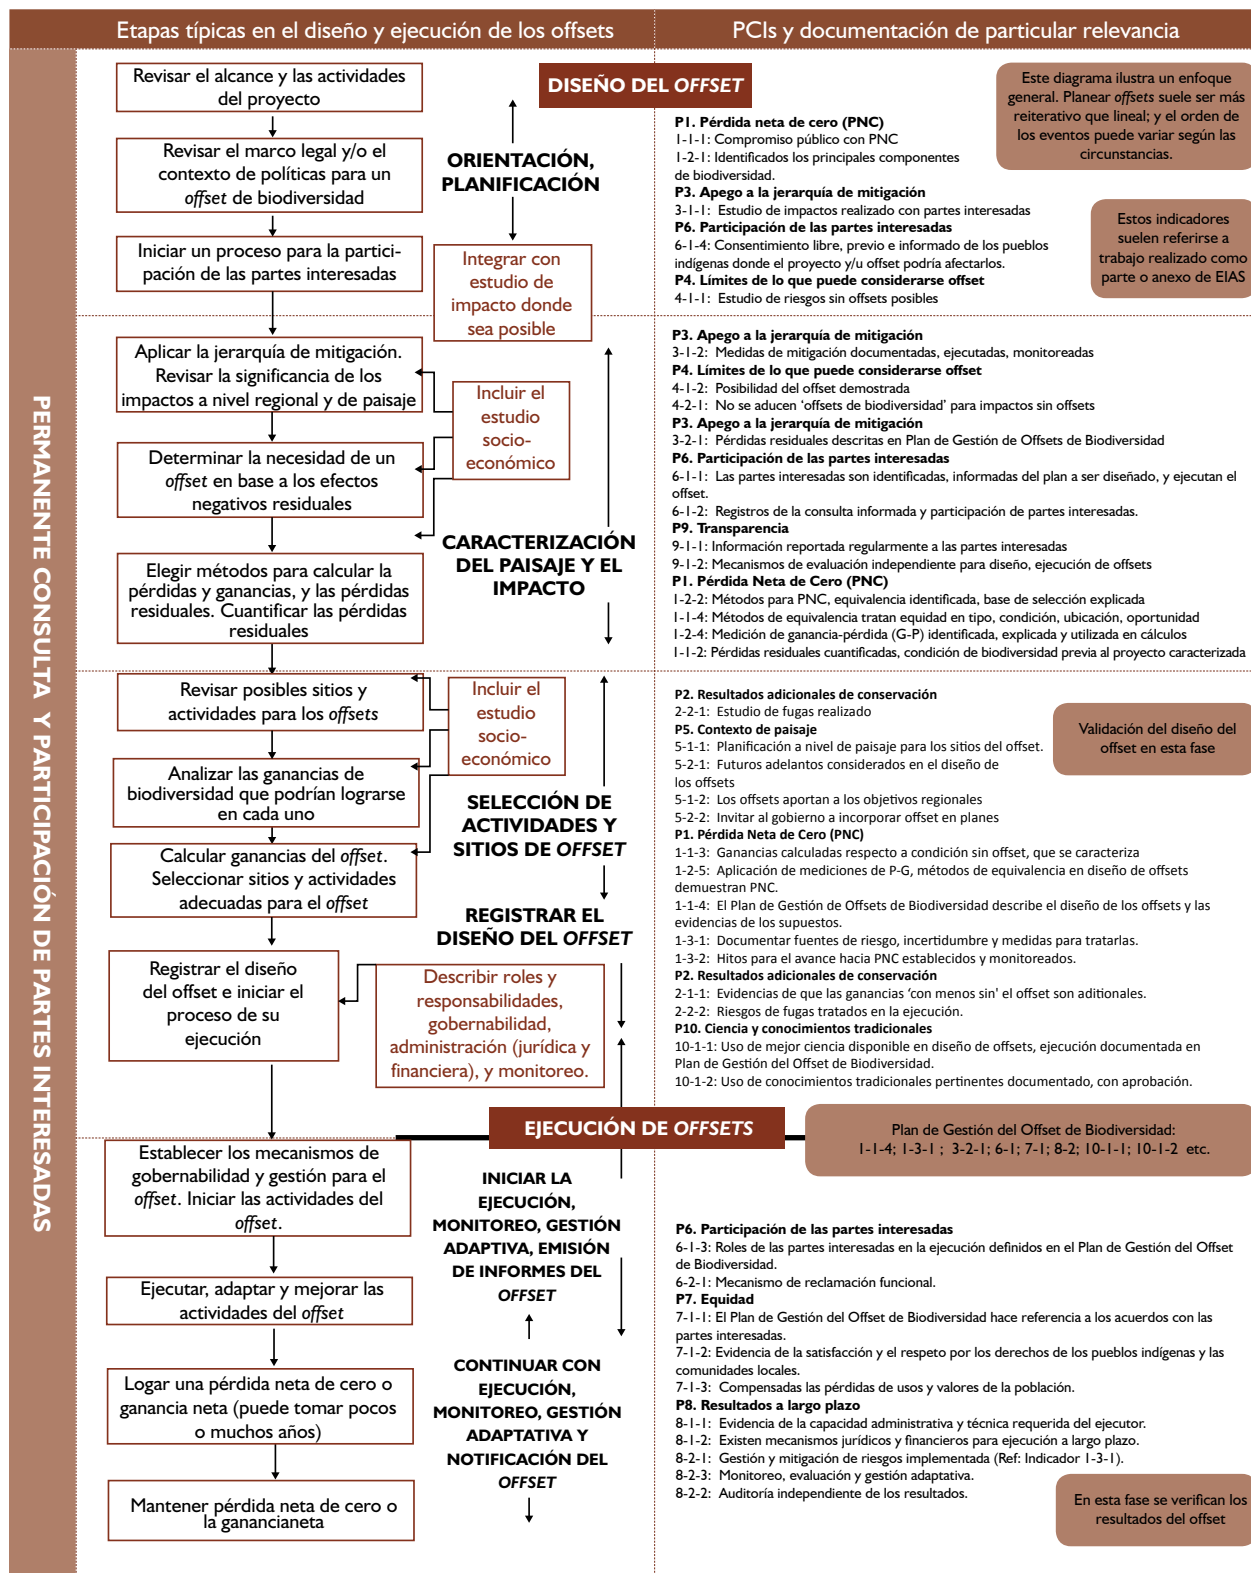 Etapas típicas en el diseño y ejecución de los offsets
PCIs y documentación de particular relevancia
PERMANENTE CONSULTA Y PARTICIPACIÓN DE PARTES INTERESADAS
Revisar el alcance y las actividades
del proyecto
Revisar el marco legal y/o el
contexto de políticas para un
offset de biodiversidad
Iniciar un proceso para la partici-
pación de las partes interesadas
DISEÑO DEL OFFSET
ORIENTACIÓN,
PLANIFICACIÓN
Integrar con
estudio de
impacto donde
sea posible
P1. Pérdida neta de cero (PNC)
1-1-1: Compromiso público con PNC
1-2-1: Identificados los principales componentes
de biodiversidad.
P3. Apego a la jerarquía de mitigación
3-1-1: Estudio de impactos realizado con partes interesadas
P6. Participación de las partes interesadas
6-1-4: Consentimiento libre, previo e informado de los pueblos
indígenas donde el proyecto y/u offset podría afectarlos.
P4. Límites de lo que puede considerarse offset
4-1-1: Estudio de riesgos sin offsets posibles
Este diagrama ilustra un enfoque
general. Planear offsets suele ser más
reiterativo que lineal; y el orden de
los eventos puede variar según las
circunstancias.
Estos indicadores
suelen referirse a
trabajo realizado como
parte o anexo de EIAS
Aplicar la jerarquía de mitigación.
Revisar la significancia de los
impactos a nivel regional y de paisaje
Determinar la necesidad de un
offset en base a los efectos
negativos residuales
Elegir métodos para calcular la
pérdidas y ganancias, y las pérdidas
residuales. Cuantificar las pérdidas
residuales
Incluir el
estudio
socio-
económico
CARACTERIZACIÓN
DEL PAISAJE Y EL
IMPACTO
P3. Apego a la jerarquía de mitigación
3-1-2: Medidas de mitigación documentadas, ejecutadas, monitoreadas
P4. Límites de lo que puede considerarse offset
4-1-2: Posibilidad del offset demostrada
4-2-1: No se aducen ‘offsets de biodiversidad’ para impactos sin offsets
P3. Apego a la jerarquía de mitigación
3-2-1: Pérdidas residuales descritas en Plan de Gestión de Offsets de Biodiversidad
P6. Participación de las partes interesadas
6-1-1: Las partes interesadas son identificadas, informadas del plan a ser diseñado, y ejecutan el
offset.
6-1-2: Registros de la consulta informada y participación de partes interesadas.
P9. Transparencia
9-1-1: Información reportada regularmente a las partes interesadas
9-1-2: Mecanismos de evaluación independiente para diseño, ejecución de offsets
P1. Pérdida Neta de Cero (PNC)
1-2-2: Métodos para PNC, equivalencia identificada, base de selección explicada
1-1-4: Métodos de equivalencia tratan equidad en tipo, condición, ubicación, oportunidad
1-2-4: Medición de ganancia-pérdida (G-P) identificada, explicada y utilizada en cálculos
1-1-2: Pérdidas residuales cuantificadas, condición de biodiversidad previa al proyecto caracterizada
Revisar posibles sitios y
actividades para los offsets
Analizar las ganancias de
biodiversidad que podrían lograrse
en cada uno
Calcular ganancias del offset.
Seleccionar sitios y actividades
adecuadas para el offset
Registrar el diseño
del offset e iniciar el
proceso de su
ejecución
Incluir el
estudio
socio-
económico
SELECCIÓN DE
ACTIVIDADES Y
SITIOS DE OFFSET
REGISTRAR EL
DISEÑO DEL OFFSET
Describir roles y
responsabilidades,
gobernabilidad,
administración (jurídica y
financiera), y monitoreo.
P2. Resultados adicionales de conservación
2-2-1: Estudio de fugas realizado
P5. Contexto de paisaje
5-1-1: Planificación a nivel de paisaje para los sitios del offset.
5-2-1: Futuros adelantos considerados en el diseño de
los offsets
5-1-2: Los offsets aportan a los objetivos regionales
5-2-2: Invitar al gobierno a incorporar offset en planes
P1. Pérdida Neta de Cero (PNC)
1-1-3: Ganancias calculadas respecto a condición sin offset, que se caracteriza
1-2-5: Aplicación de mediciones de P-G, métodos de equivalencia en diseño de offsets
demuestran PNC.
1-1-4: El Plan de Gestión de Offsets de Biodiversidad describe el diseño de los offsets y las
evidencias de los supuestos.
1-3-1: Documentar fuentes de riesgo, incertidumbre y medidas para tratarlas.
1-3-2: Hitos para el avance hacia PNC establecidos y monitoreados.
P2. Resultados adicionales de conservación
2-1-1: Evidencias de que las ganancias ‘con menos sin' el offset son aditionales.
2-2-2: Riesgos de fugas tratados en la ejecución.
P10. Ciencia y conocimientos tradicionales
10-1-1: Uso de mejor ciencia disponible en diseño de offsets, ejecución documentada en
Plan de Gestión del Offset de Biodiversidad.
10-1-2: Uso de conocimientos tradicionales pertinentes documentado, con aprobación.
Validación del diseño del
offset en esta fase
EJECUCIÓN DE OFFSETS
Plan de Gestión del Offset de Biodiversidad:
1-1-4; 1-3-1 ; 3-2-1; 6-1; 7-1; 8-2; 10-1-1; 10-1-2 etc.
Establecer los mecanismos de
gobernabilidad y gestión para el
offset. Iniciar las actividades del
offset.
Ejecutar, adaptar y mejorar las
actividades del offset
Logar una pérdida neta de cero o
ganancia neta (puede tomar pocos
o muchos años)
Mantener pérdida neta de cero o
la ganancianeta
INICIAR LA
EJECUCIÓN,
MONITOREO, GESTIÓN
ADAPTIVA, EMISIÓN
DE INFORMES DEL
OFFSET
CONTINUAR CON
EJECUCIÓN,
MONITOREO, GESTIÓN
ADAPTATIVA Y
NOTIFICACIÓN DEL
OFFSET
P6. Participación de las partes interesadas
6-1-3: Roles de las partes interesadas en la ejecución definidos en el Plan de Gestión del Offset
de Biodiversidad.
6-2-1: Mecanismo de reclamación funcional.
P7. Equidad
7-1-1: El Plan de Gestión del Offset de Biodiversidad hace referencia a los acuerdos con las
partes interesadas.
7-1-2: Evidencia de la satisfacción y el respeto por los derechos de los pueblos indígenas y las
comunidades locales.
7-1-3: Compensadas las pérdidas de usos y valores de la población.
P8. Resultados a largo plazo
8-1-1: Evidencia de la capacidad administrativa y técnica requerida del ejecutor.
8-1-2: Existen mecanismos jurídicos y financieros para ejecución a largo plazo.
8-2-1: Gestión y mitigación de riesgos implementada (Ref: Indicador 1-3-1).
8-2-3: Monitoreo, evaluación y gestión adaptativa.
8-2-2: Auditoría independiente de los resultados.
En esta fase se verifican los
resultados del offset